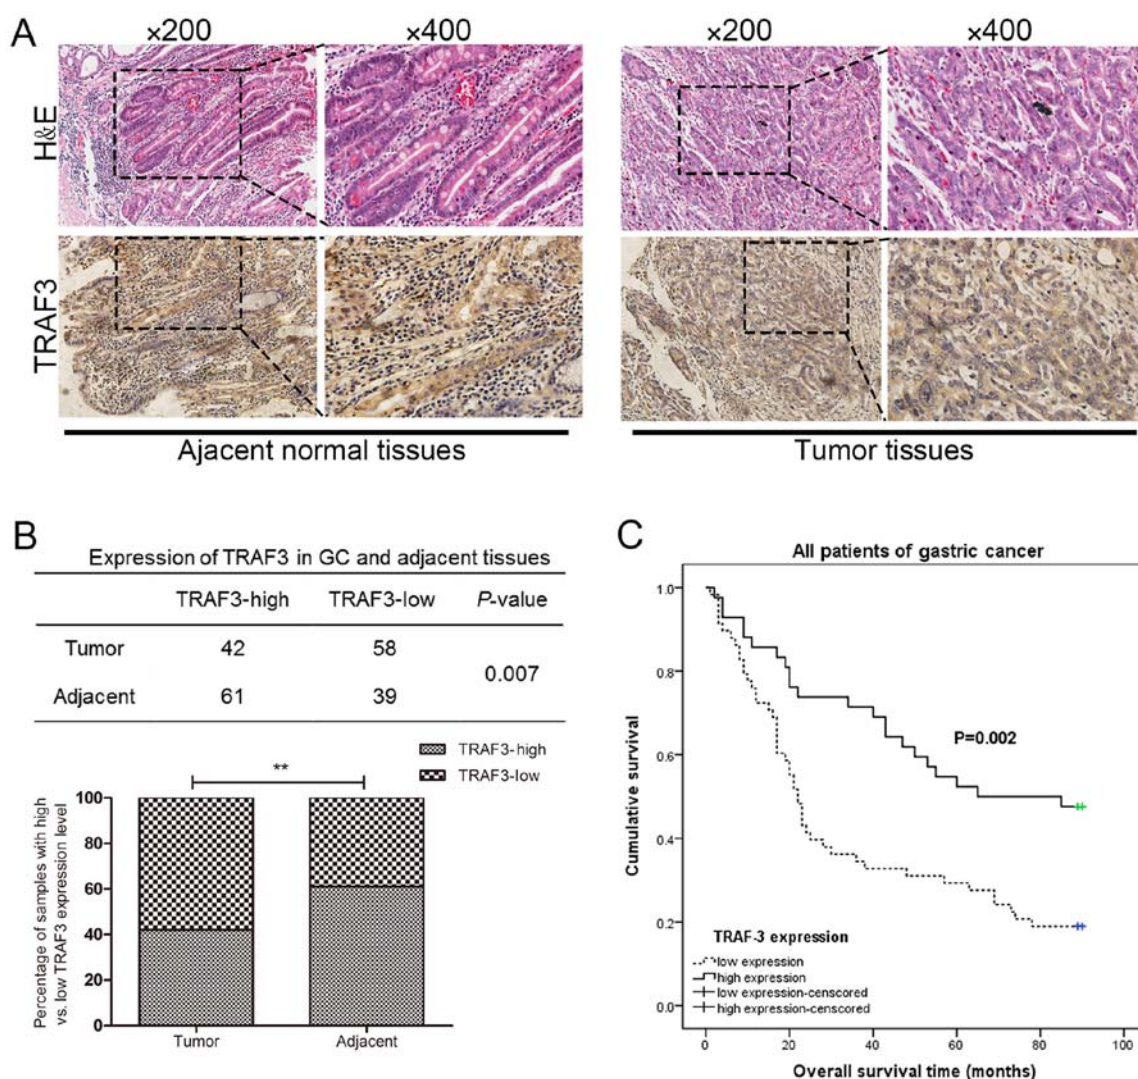 A
×200
×400
×200
×400
H&E
TRAF3
Ajacent normal tissues
Tumor tissues
B
Expression of TRAF3 in GC and adjacent tissues
TRAF3-high TRAF3-low P-value
Tumor 42 58
0.007
Adjacent 61 39
TRAF3-high
TRAF3-low
**
Percentage of samples with high
vs. low TRAF3 expression level
100
80
60
40
20
0
Tumor Adjacent
C
All patients of gastric cancer
Cumulative survival
1.0
0.8
0.6
0.4
0.2
0.0
P=0.002
TRAF-3 expression
low expression
high expression
low expression-censcored
high expression-censcored
0 20 40 60 80 100
Overall survival time (months)